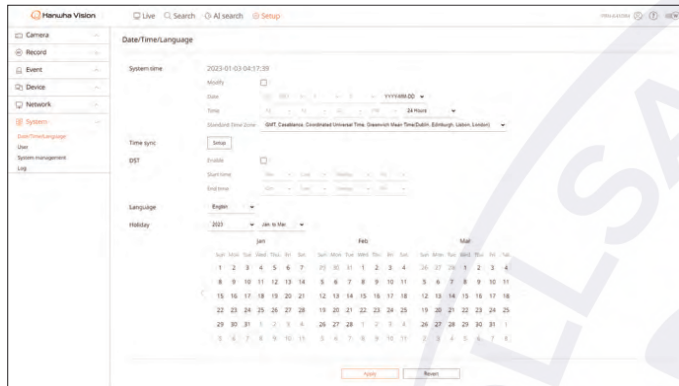 Hanwha Vision
Live Search AI search Setup
Camera
Record
Event
Device
Network
System
Date/Time/Language
User
System management
Log
Date/Time/Language
System time 2023-01-03 04:57:39
Modify
Date YYYY-MM-DD
Time 24 Hours
Standard Time Zone GMT, Casablanca, Coordinated Universal Time, Greenwich Mean Time(Dublin, Edinburgh, Lisbon, London)
Time sync Setup
DST Enable
Start time
End time
Language English
Holiday 2023 Jan to Mar
Jan Feb Mar
Sun Mon Tue Wed Thu Fri Sat Sun Mon Tue Wed Thu Fri Sat Sun Mon Tue Wed Thu Fri Sat
1 2 3 4 5 6 7 29 30 31 1 2 3 4 26 27 28 1 2 3 4
8 9 10 11 12 13 14 5 6 7 8 9 10 11 5 6 7 8 9 10 11
15 16 17 18 19 20 21 12 13 14 15 16 17 18 12 13 14 15 16 17 18
22 23 24 25 26 27 28 19 20 21 22 23 24 25 19 20 21 22 23 24 25
29 30 31 1 2 3 4 26 27 28 1 2 3 4 26 27 28 29 30 31 1
5 6 7 8 9 10 11 5 6 7 8 9 10 11 2 3 4 5 6 7 8
Apply Revert